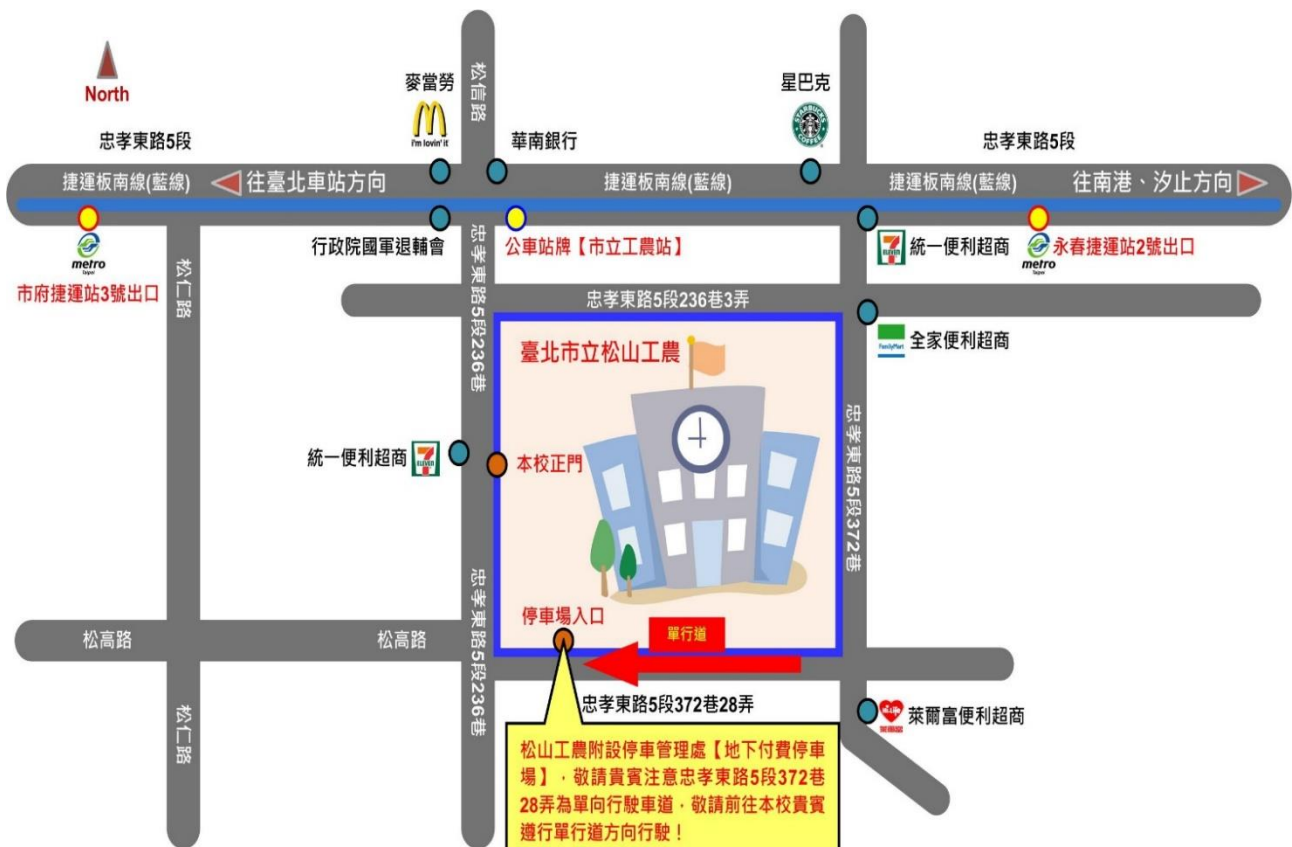 North
麥當勞
i'm lovin' it
松信路
星巴克
STARBUCKS COFFEE
忠孝東路5段
華南銀行
忠孝東路5段
捷運板南線(藍線)
往臺北車站方向
捷運板南線(藍線)
捷運板南線(藍線)
往南港、汐止方向
metro
Taipei
市府捷運站3號出口
松仁路
行政院國軍退輔會
忠孝東路5段236巷
公車站牌【市立工農站】
7 ELEVEN
統一便利超商
metro
Taipei
永春捷運站2號出口
忠孝東路5段236巷3弄
臺北市立松山工農
FamilyMart
全家便利超商
忠孝東路5段372巷
統一便利超商
7 ELEVEN
本校正門
停車場入口
單行道
松高路
松高路
忠孝東路5段236巷
松仁路
忠孝東路5段372巷28弄
Hi-Life
萊爾富
萊爾富便利超商
松山工農附設停車管理處【地下付費停車
場】，敬請貴賓注意忠孝東路5段372巷
28弄為單向行駛車道，敬請前往本校貴賓
遵行單行道方向行駛！